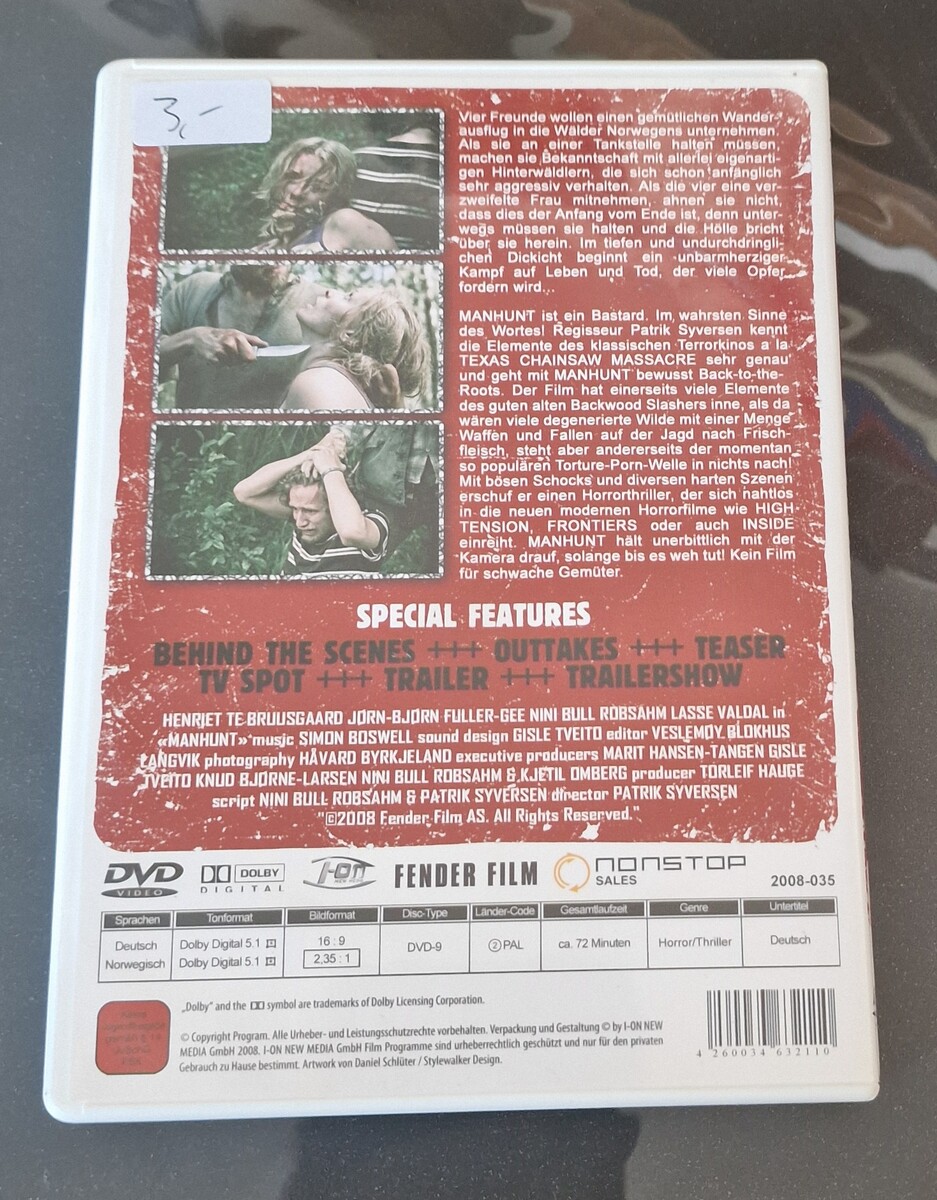 3,-
Vier Freunde wollen einen gemütlichen Wander-
ausflug in die Wälder Norwegens unternehmen.
Als sie an einer Tankstelle halten müssen,
machen sie Bekanntschaft mit allerlei eigenarti-
gen Hinterwäldlern, die sich schon anfänglich
sehr aggressiv verhalten. Als die vier eine ver-
zweifelte Frau mitnehmen, ahnen sie nicht,
dass dies der Anfang vom Ende ist, denn unter-
wegs müssen sie halten und die Hölle bricht
über sie herein. Im tiefen und undurchdringli-
chen Dickicht beginnt ein unbarmherziger
Kampf auf Leben und Tod, der viele Opfer
fordern wird...
MANHUNT ist ein Bastard. Im wahrsten Sinne
des Wortes! Regisseur Patrik Syversen kennt
die Elemente des klassischen Terrorkinos a la
TEXAS CHAINSAW MASSACRE sehr genau
und geht mit MANHUNT bewusst Back-to-the-
Roots. Der Film hat einerseits viele Elemente
des guten alten Backwood Slashers inne, als da
wären viele degenerierte Wilde mit einer Menge
Waffen und Fallen auf der Jagd nach Frisch-
fleisch, steht aber andererseits der momentan
so populären Torture-Porn-Welle in nichts nach!
Mit bösen Schocks und diversen harten Szenen
erschuf er einen Horrorthriller, der sich nahtlos
in die neuen modernen Horrorfilme wie HIGH
TENSION, FRONTIERS oder auch INSIDE
einreiht. MANHUNT hält unerbittlich mit der
Kamera drauf, solange bis es weh tut! Kein Film
für schwache Gemüter.
SPECIAL FEATURES
BEHIND THE SCENES +++ OUTTAKES +++ TEASER
TV SPOT +++ TRAILER +++ TRAILERSHOW
HENRIET TE BRUUSGAARD JØRN-BJØRN FULLER-GEE NINI BULL ROBSAHM LASSE VALDAL in
«MANHUNT» music SIMON BOSWELL sound design GISLE TVEITO editor VESLEMØY BLOKHUS
LANGVIK photography HÅVARD BYRKJELAND executive producers MARIT HANSEN-TANGEN GISLE
TVEITO KNUD BJØRNE-LARSEN NINI BULL ROBSAHM & KJETIL OMBERG producer TORLEIF HAUGE
script NINI BULL ROBSAHM & PATRIK SYVERSEN director PATRIK SYVERSEN
"©2008 Fender Film AS. All Rights Reserved."
DVD VIDEO DOLBY DIGITAL I-ON NEW MEDIA FENDER FILM NONSTOP SALES 2008-035
Sprachen Tonformat Bildformat Disc-Type Länder-Code Gesamtlaufzeit Genre Untertitel
Deutsch Dolby Digital 5.1 16 : 9 DVD-9 2 PAL ca. 72 Minuten Horror/Thriller Deutsch
Norwegisch Dolby Digital 5.1 2,35 : 1
„Dolby" and the symbol are trademarks of Dolby Licensing Corporation.
© Copyright Program. Alle Urheber- und Leistungsschutzrechte vorbehalten. Verpackung und Gestaltung © by I-ON NEW
MEDIA GmbH 2008. I-ON NEW MEDIA GmbH Film Programme sind urheberrechtlich geschützt und nur für den privaten
Gebrauch zu Hause bestimmt. Artwork von Daniel Schlüter / Stylewalker Design.
4 260034 632110